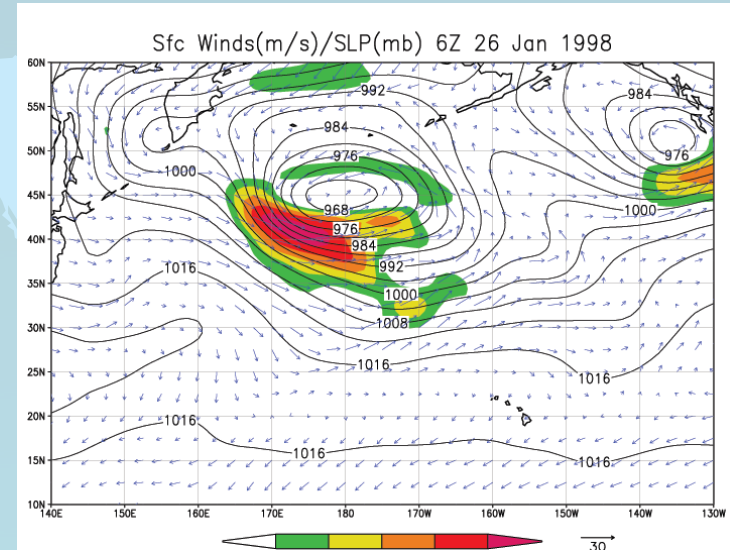 Sfc Winds(m/s)/SLP(mb) 6Z 26 Jan 1998
60N
992
984
984
55N
50N
976
976
1000
45N
968
1000
976
40N
984
992
1016
35N
1000
1008
30N
1016
1016
25N
20N
1016
1016
1016
15N
10N
140E 150E 160E 170E 180 170W 160W 150W 140W 130W
30